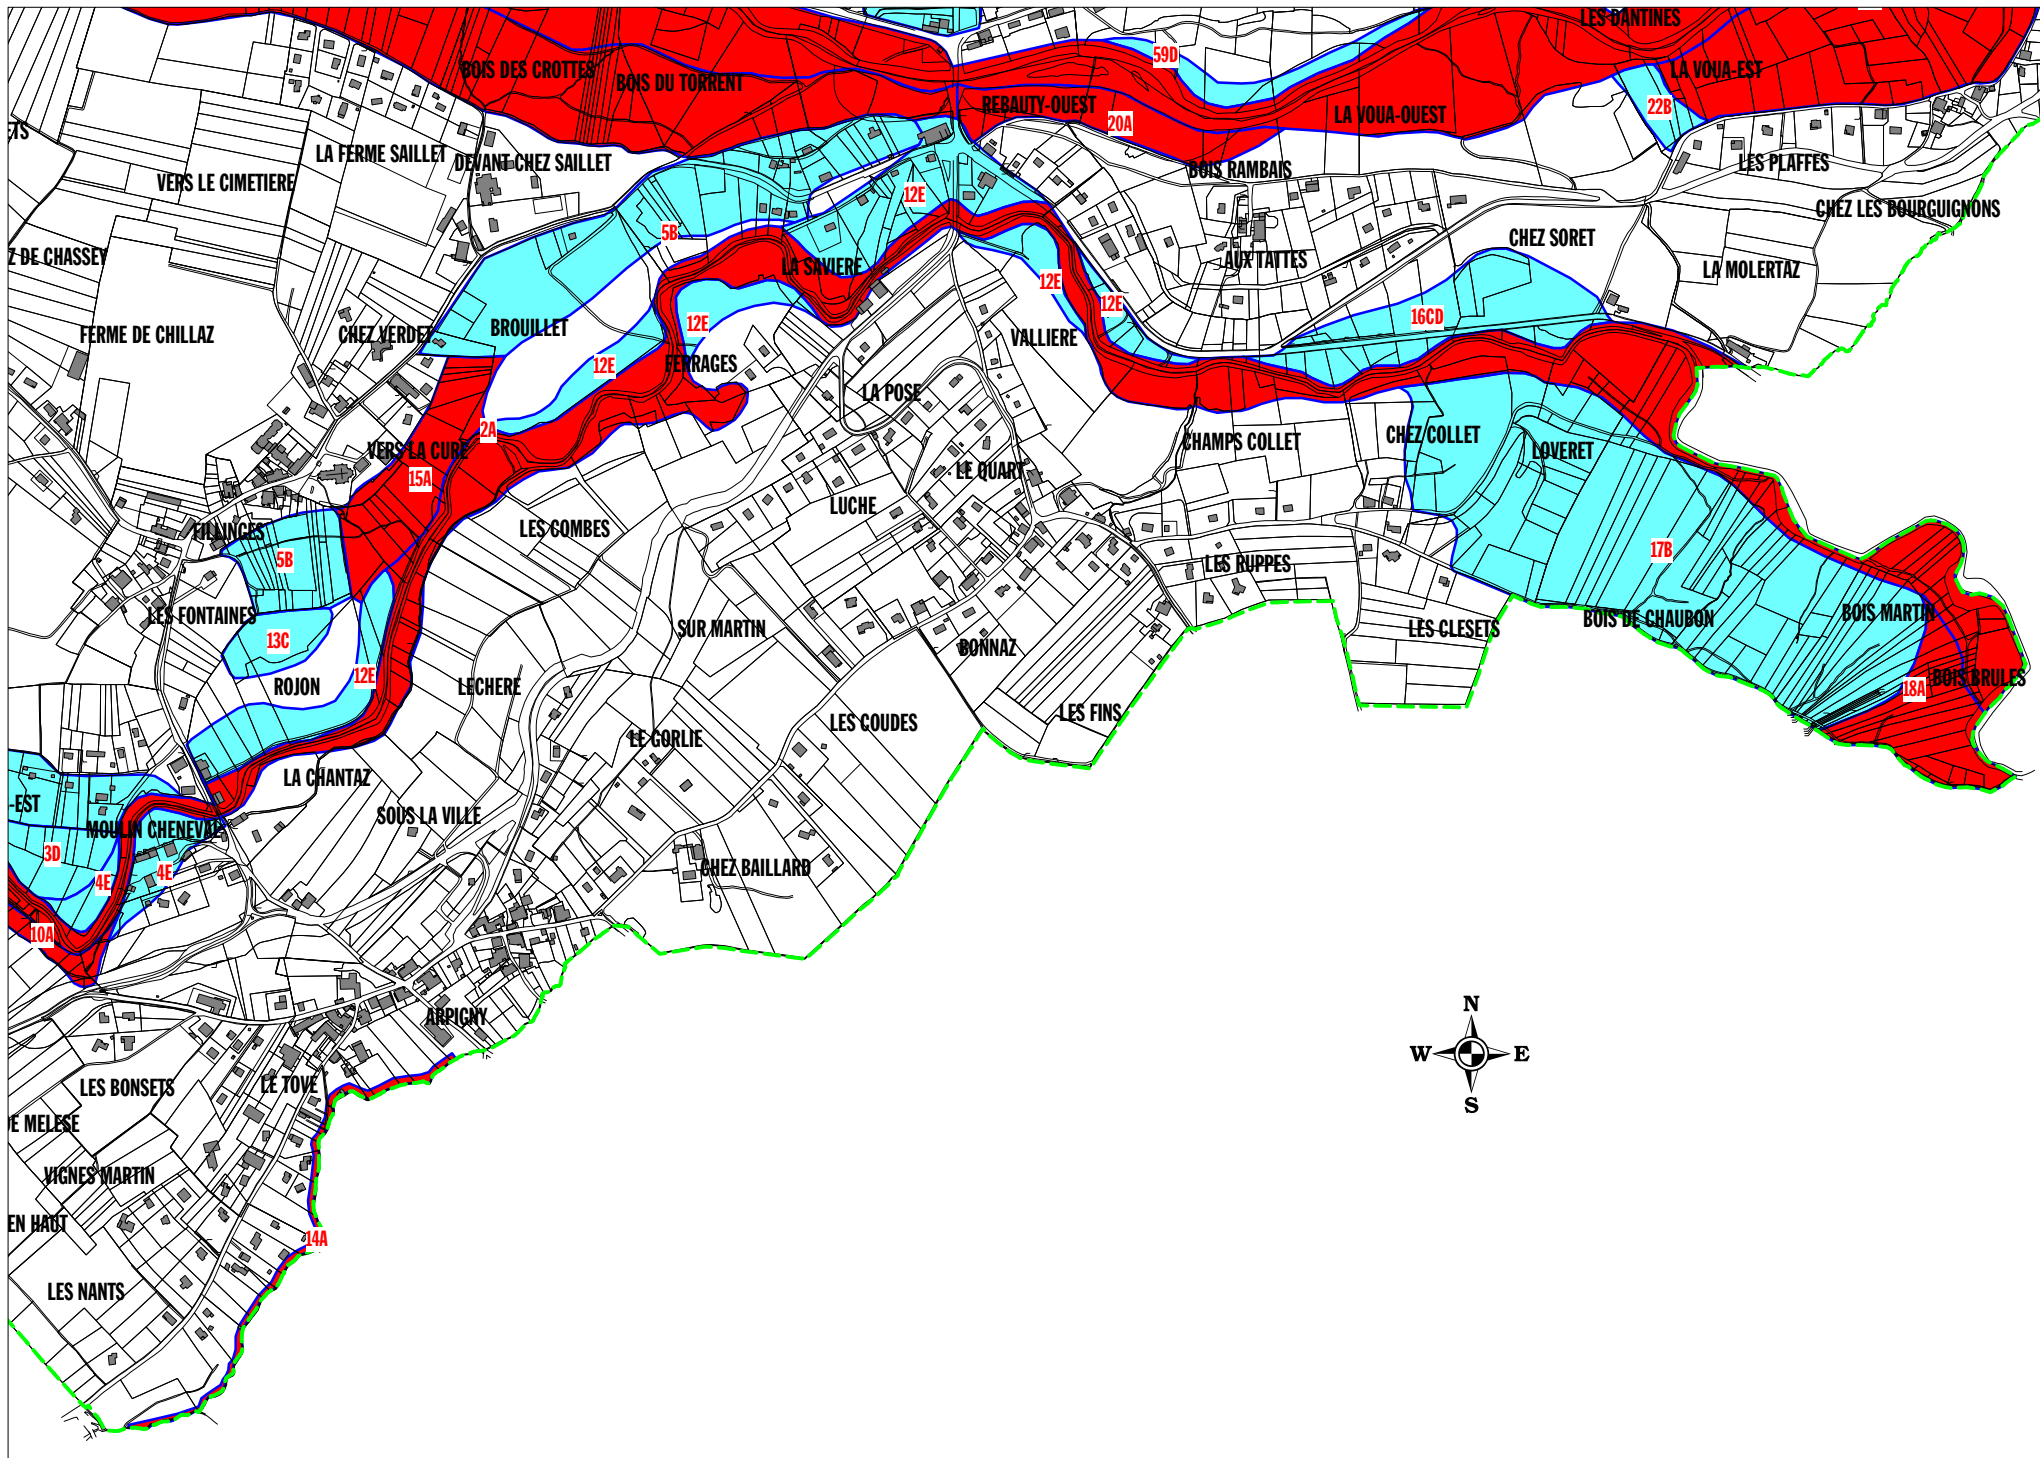 LES DANTINES
59D
BOIS DES CROTTES
BOIS DU TORRENT
LA VOUA-EST
REBAUTY-OUEST
22B
20A
LA VOUA-OUEST
ETS
LA FERME SAILLET
DEVANT CHEZ SAILLET
LES PLAFFES
BOIS RAMBAIS
VERS LE CIMETIERE
12E
CHEZ LES BOURGUIGNONS
5B
CHEZ SORET
Z DE CHASSEY
AUX TATTES
LA SAVIERE
LA MOLERTAZ
12E
12E
16CD
12E
BROUILLET
FERME DE CHILLAZ
CHEZ VERDET
VALLIERE
12E
FERRAGES
LA POSE
2A
CHEZ COLLET
CHAMPS COLLET
VERS LA CURE
LOVERET
LE QUART
15A
LUCHE
FILLINGES
LES COMBES
17B
5B
LES RUPPES
LES FONTAINES
BOIS MARTIN
BOIS DE CHAUBON
SUR MARTIN
LES CLESETS
13C
BONNAZ
12E
BOIS BRULES
ROJON
LECHERE
18A
LES FINS
LES COUDES
LE GORLIE
LA CHANTAZ
-EST
SOUS LA VILLE
MOULIN CHENEVAL
3D
4E
4E
CHEZ BAILLARD
10A
N
ARPIGNY
W
E
LES BONSETS
LE TOVE
S
DE MELESE
VIGNES MARTIN
EN HAUT
14A
LES NANTS